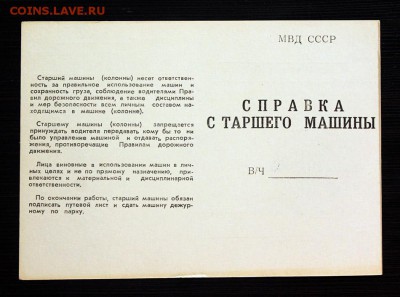 COINS.LAVE.RU
Старший машины (колонны) несет ответствен-
ность за правильное использование машин и
сохранность груза, соблюдение водителями Пра-
вил дорожного движения, а также дисциплины
и мер безопасности всем личным составом на-
ходящимся в машине (колонне).
Старшему машины (колонны) запрещается
принуждать водителя передавать кому бы то ни
было управление машиной и отдавать, распоря-
жения, противоречащие Правилам дорожного
движения.
Лица виновные в использовании машин в лич-
ных целях и не по прямому назначению, при-
влекаются к материальной и дисциплинарной
ответственности.
По окончании работы, старший машины обязан
подписать путевой лист и сдать машину дежур-
ному по парку.
МВД СССР
СПРАВКА
С ТАРШЕГО МАШИНЫ
В/Ч